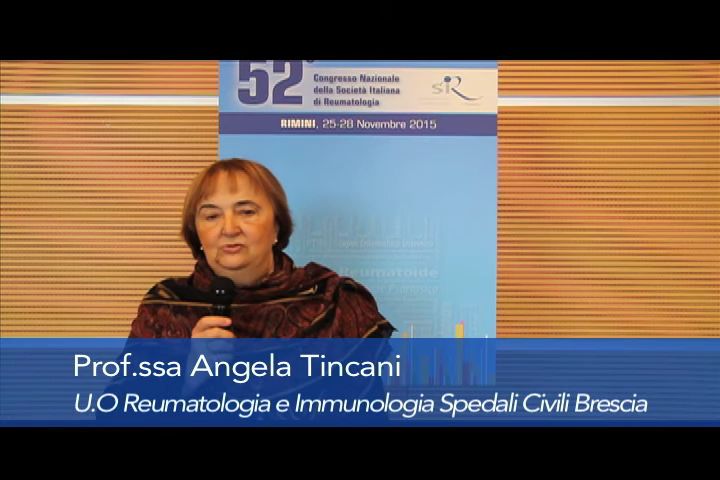 52°
Congresso Nazionale
della Società Italiana
di Reumatologia
SIR
RIMINI, 25-28 Novembre 2015
Reumatoide
Prof.ssa Angela Tincani
U.O Reumatologia e Immunologia Spedali Civili Brescia